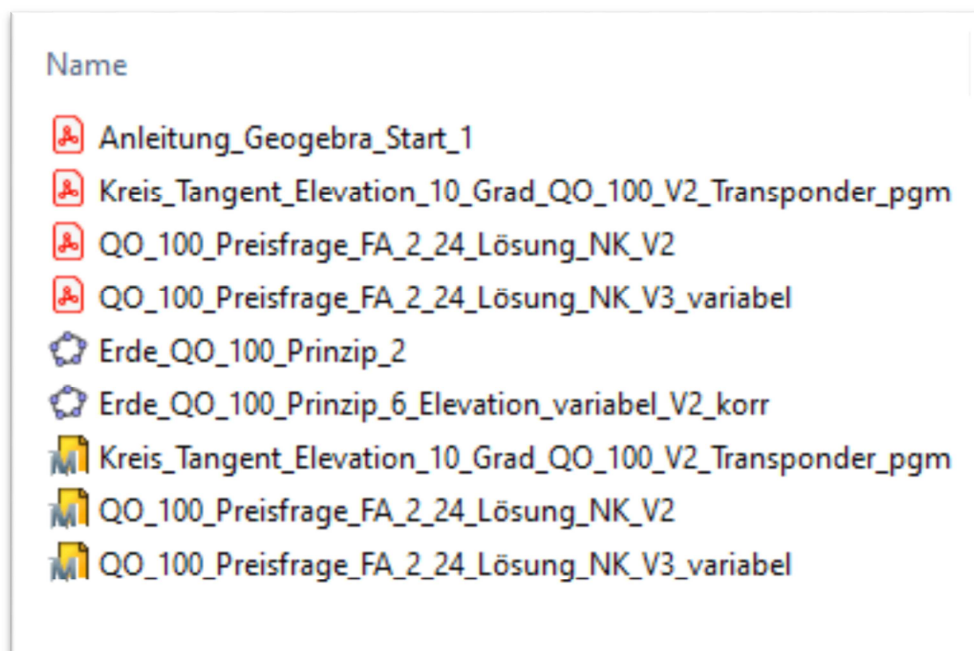 Name
Anleitung_Geogebra_Start_1
Kreis_Tangent_Elevation_10_Grad_QO_100_V2_Transponder_pgm
QO_100_Preisfrage_FA_2_24_Lösung_NK_V2
QO_100_Preisfrage_FA_2_24_Lösung_NK_V3_variabel
Erde_QO_100_Prinzip_2
Erde_QO_100_Prinzip_6_Elevation_variabel_V2_korr
Kreis_Tangent_Elevation_10_Grad_QO_100_V2_Transponder_pgm
QO_100_Preisfrage_FA_2_24_Lösung_NK_V2
QO_100_Preisfrage_FA_2_24_Lösung_NK_V3_variabel